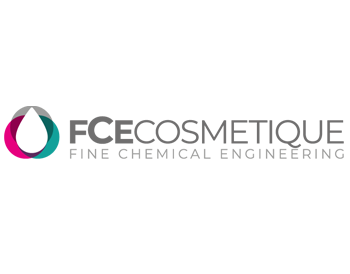 FCECOSMETIQUE
FINE CHEMICAL ENGINEERING